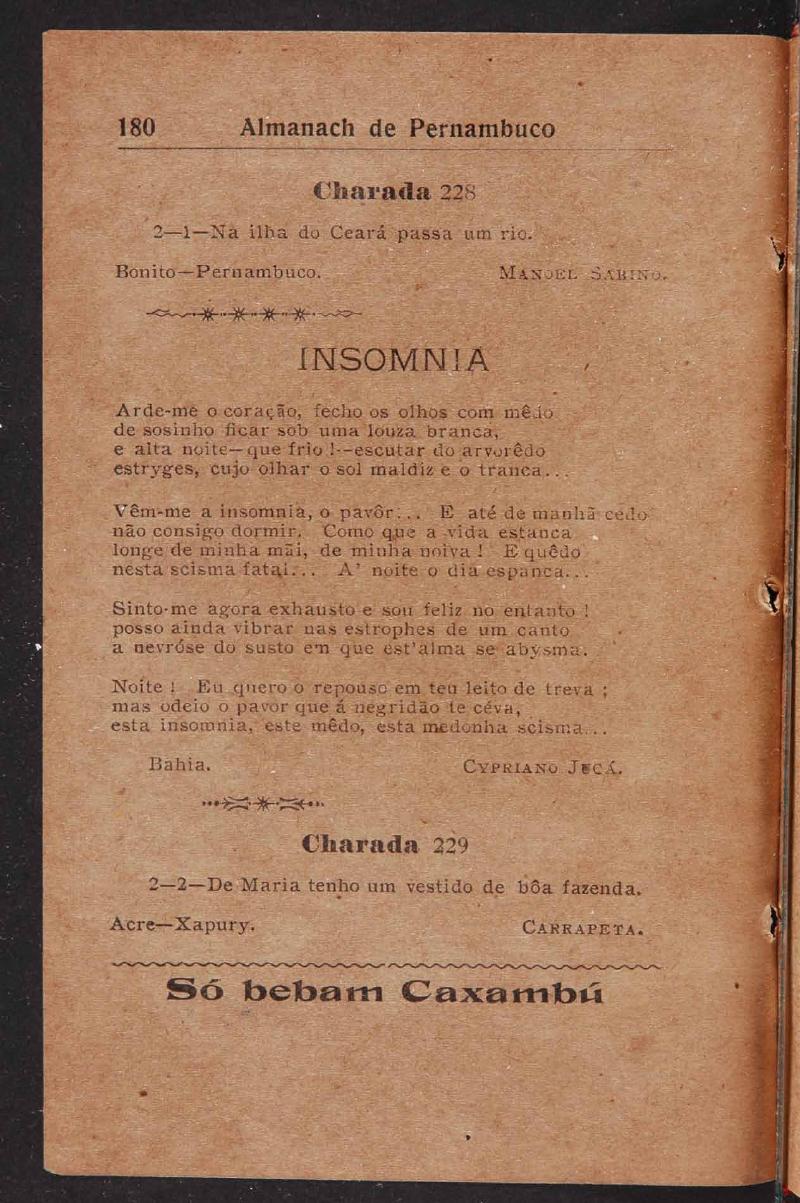 180 Almanach de Pernambuco
Charada 228
2—1—Na ilha do Ceará passa um rio.
Bonito—Pernambuco. MANOEL SABINO.
INSOMNIA
Arde-me o coração, fecho os olhos com mêdo
de sosinho ficar sob uma louza branca,
e alta noite—que frio !--escutar do arvorêdo
estryges, cujo olhar o sol maldiz e o tranca...
Vêm-me a insomnia, o pavôr... E até de manhã cedo
não consigo dormir. Como que a vida estanca
longe de minha mãi, de minha noiva ! E quêdo
nesta scisma fatal... A' noite o dia espanca...
Sinto-me agora exhausto e sou feliz no entanto !
posso ainda vibrar nas estrophes de um canto
a nevróse do susto em que est'alma se abysma.
Noite ! Eu quero o repouso em teu leito de treva ;
mas odeio o pavor que á negridão te céva,
esta insomnia, este mêdo, esta medonha scisma...
Bahia. CYPRIANO JUCÁ.
Charada 229
2—2—De Maria tenho um vestido de bôa fazenda.
Acre—Xapury. CARRAPETA.
Só bebam Caxambú